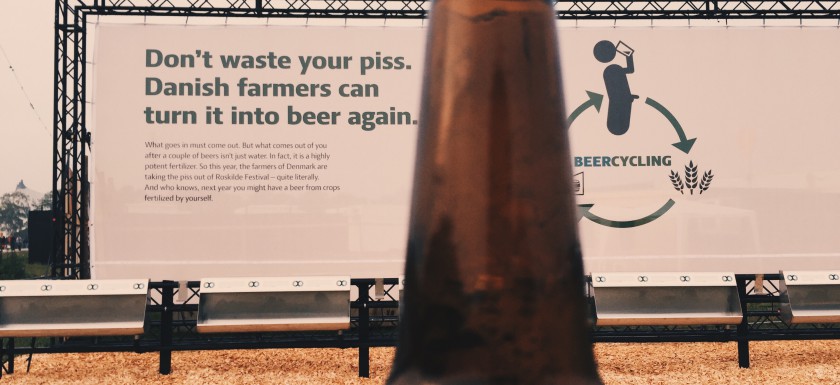 Don't waste your piss.
Danish farmers can
turn it into beer again.
What goes in must come out. But what comes out of you
after a couple of beers isn't just water. In fact, it is a highly
potent fertilizer. So this year, the farmers of Denmark are
taking the piss out of Roskilde Festival – quite literally.
And who knows, next year you might have a beer from crops
fertilized by yourself.
BEERCYCLING